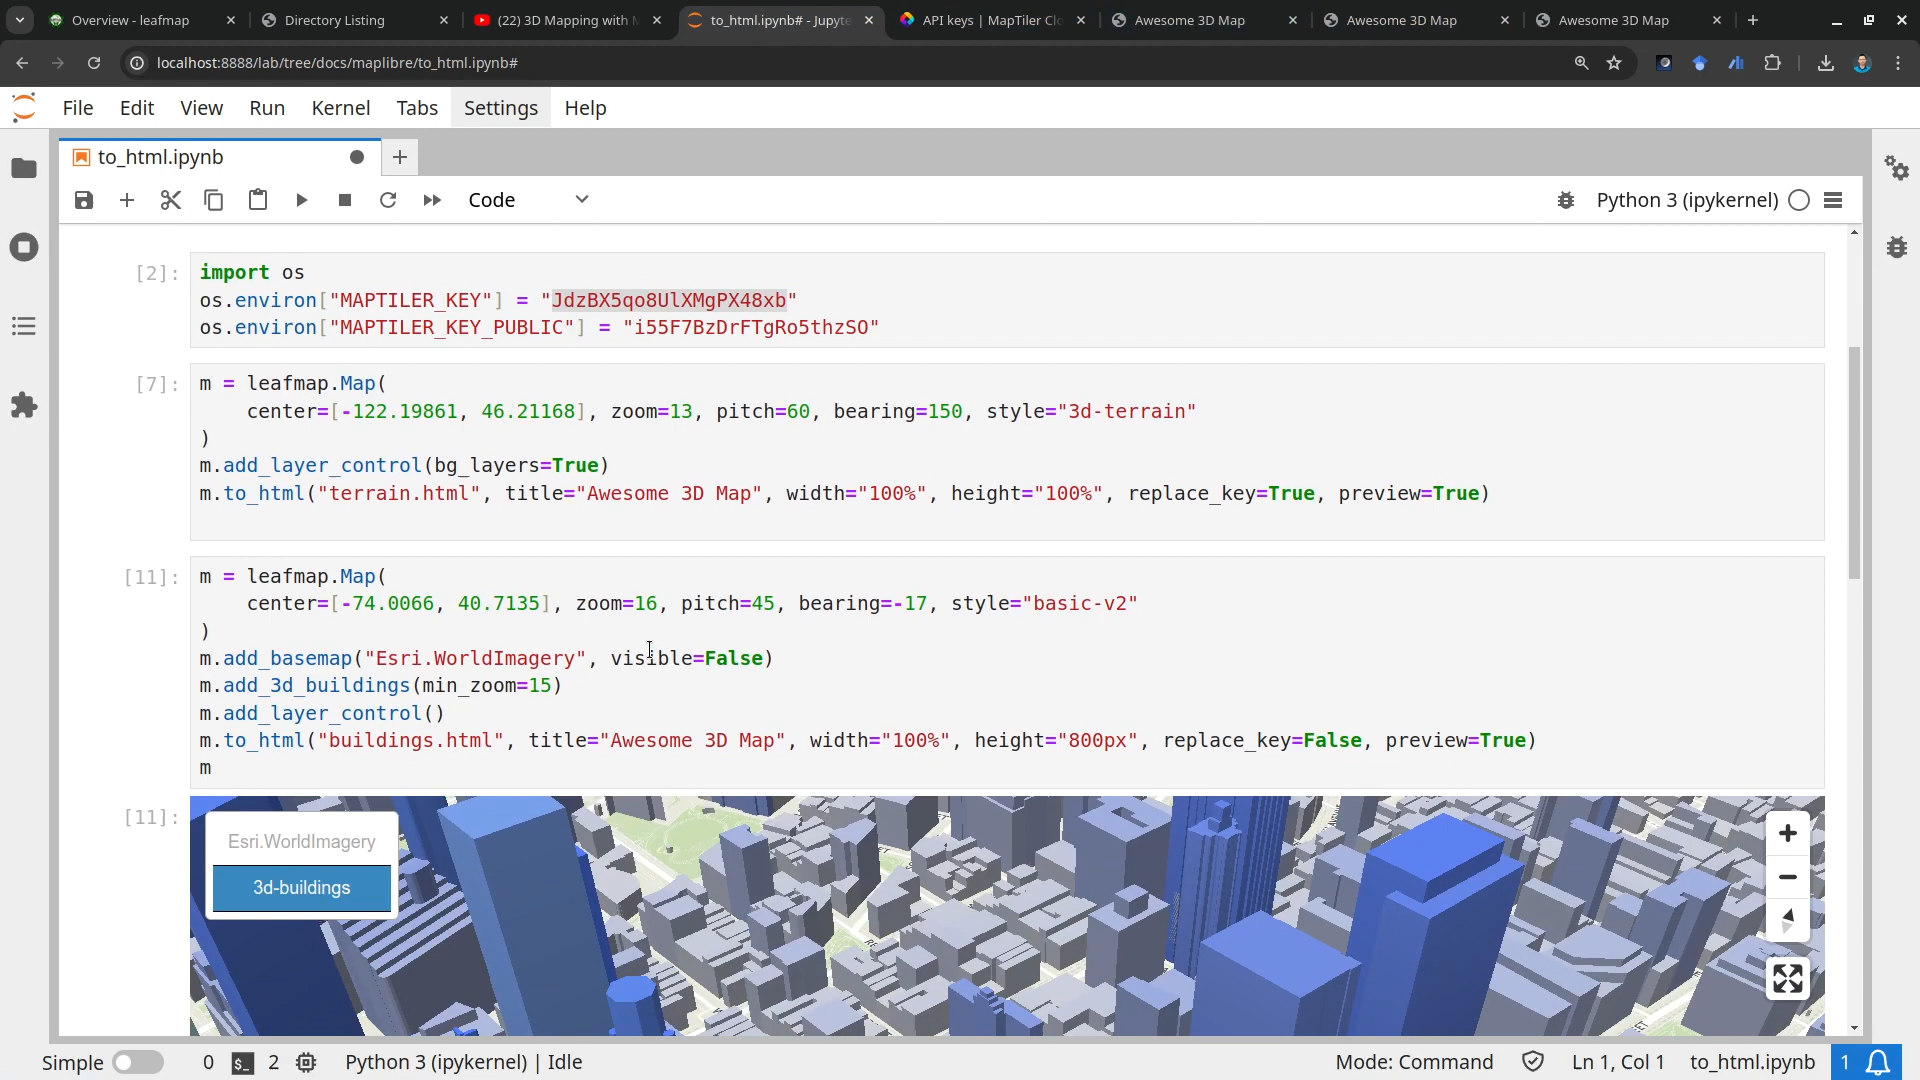 Overview - leafmap
Directory Listing
(22) 3D Mapping with M
to_html.ipynb# - Jupyte
API keys | MapTiler Clo
Awesome 3D Map
Awesome 3D Map
Awesome 3D Map
localhost:8888/lab/tree/docs/maplibre/to_html.ipynb#
File Edit View Run Kernel Tabs Settings Help
to_html.ipynb
Code
Python 3 (ipykernel)
[2]:
import os
os.environ["MAPTILER_KEY"] = "JdzBX5qo8UlXMgPX48xb"
os.environ["MAPTILER_KEY_PUBLIC"] = "i55F7BzDrFTgRo5thzSO"
[7]:
m = leafmap.Map(
center=[-122.19861, 46.21168], zoom=13, pitch=60, bearing=150, style="3d-terrain"
)
m.add_layer_control(bg_layers=True)
m.to_html("terrain.html", title="Awesome 3D Map", width="100%", height="100%", replace_key=True, preview=True)
[11]:
m = leafmap.Map(
center=[-74.0066, 40.7135], zoom=16, pitch=45, bearing=-17, style="basic-v2"
)
m.add_basemap("Esri.WorldImagery", visible=False)
m.add_3d_buildings(min_zoom=15)
m.add_layer_control()
m.to_html("buildings.html", title="Awesome 3D Map", width="100%", height="800px", replace_key=False, preview=True)
m
[11]:
Esri.WorldImagery
3d-buildings
Simple 0 2 Python 3 (ipykernel) | Idle
Mode: Command Ln 1, Col 1 to_html.ipynb 1